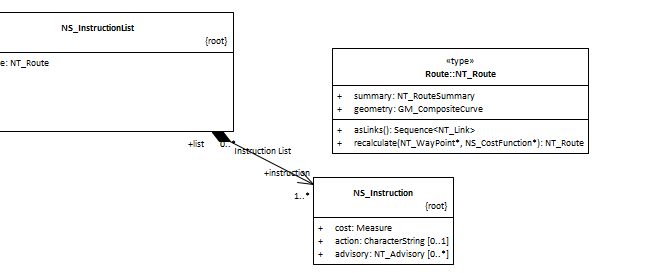 NS_InstructionList
{root}
e: NT_Route
«type»
Route::NT_Route
+ summary: NT_RouteSummary
+ geometry: GM_CompositeCurve
+ asLinks(): Sequence<NT_Link>
+ recalculate(NT_WayPoint*, NS_CostFunction*): NT_Route
+list
0..*
Instruction List
+instruction
1..*
NS_Instruction
{root}
+ cost: Measure
+ action: CharacterString [0..1]
+ advisory: NT_Advisory [0..*]